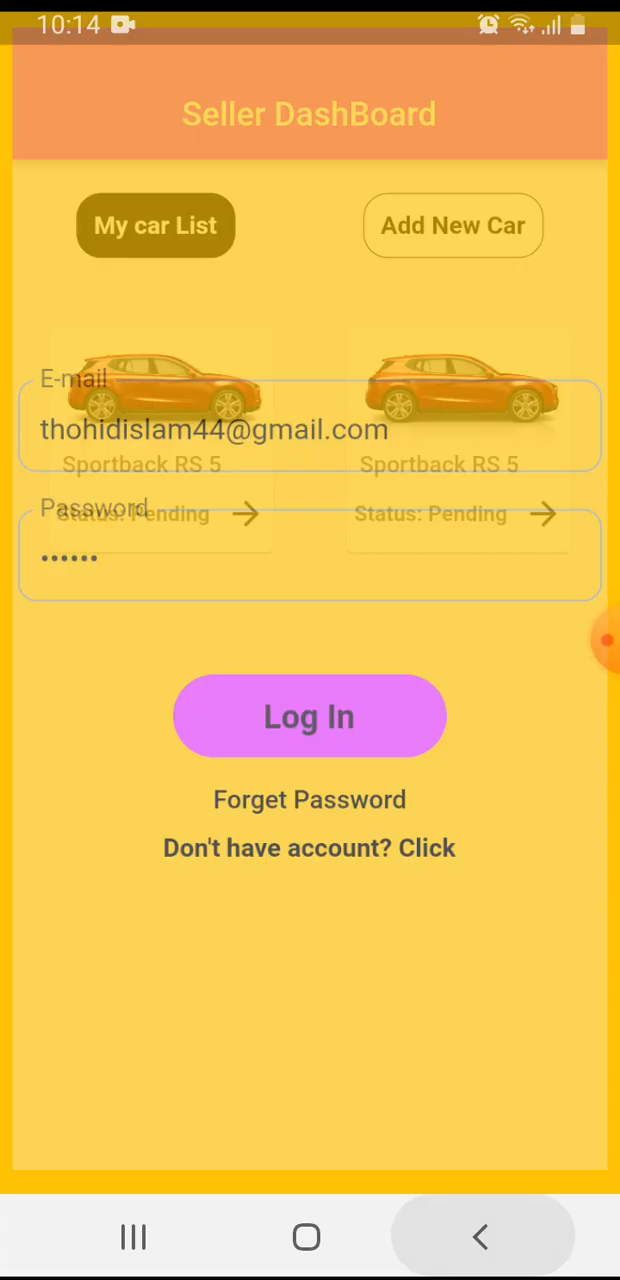 10:14
Seller DashBoard
My car List
Add New Car
E-mail
thohidislam44@gmail.com
Sportback RS 5
Sportback RS 5
Password
Status: Pending
Status: Pending
••••••
Log In
Forget Password
Don't have account? Click